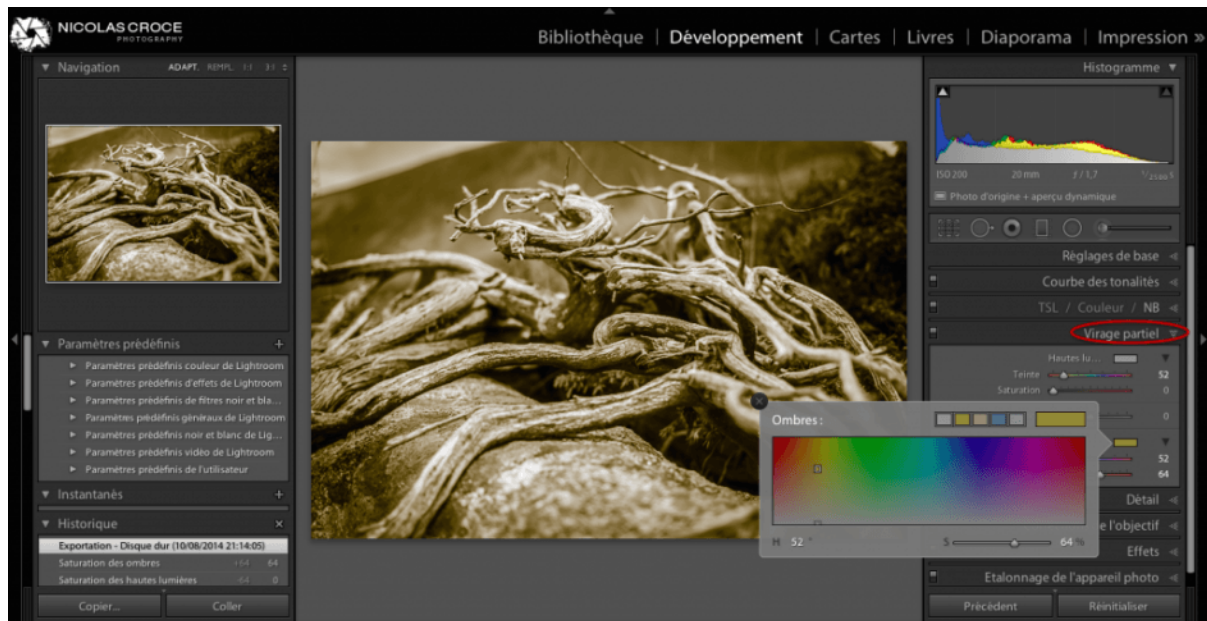 NICOLAS CROCE
PHOTOGRAPHY
Bibliothèque | Développement | Cartes | Livres | Diaporama | Impression »
Navigation ADAPT. REMPL. 1:1 3:1
Paramètres prédéfinis +
Paramètres prédéfinis couleur de Lightroom
Paramètres prédéfinis d'effets de Lightroom
Paramètres prédéfinis de filtres noir et bla...
Paramètres prédéfinis généraux de Lightroom
Paramètres prédéfinis noir et blanc de Lig...
Paramètres prédéfinis vidéo de Lightroom
Paramètres prédéfinis de l'utilisateur
Instantanés +
Historique ×
Exportation - Disque dur (10/08/2014 21:14:05)
Saturation des ombres +64 64
Saturation des hautes lumières -64 0
Copier... Coller
Histogramme
ISO 200 20 mm ƒ / 1,7 1/2500 s
Photo d'origine + aperçu dynamique
Réglages de base
Courbe des tonalités
TSL / Couleur / NB
Virage partiel
Hautes lu...
Teinte 52
Saturation 0
0
Ombres :
52
64
H 52 ° S 64 %
Détail
e l'objectif
Effets
Etalonnage de l'appareil photo
Précédent Réinitialiser